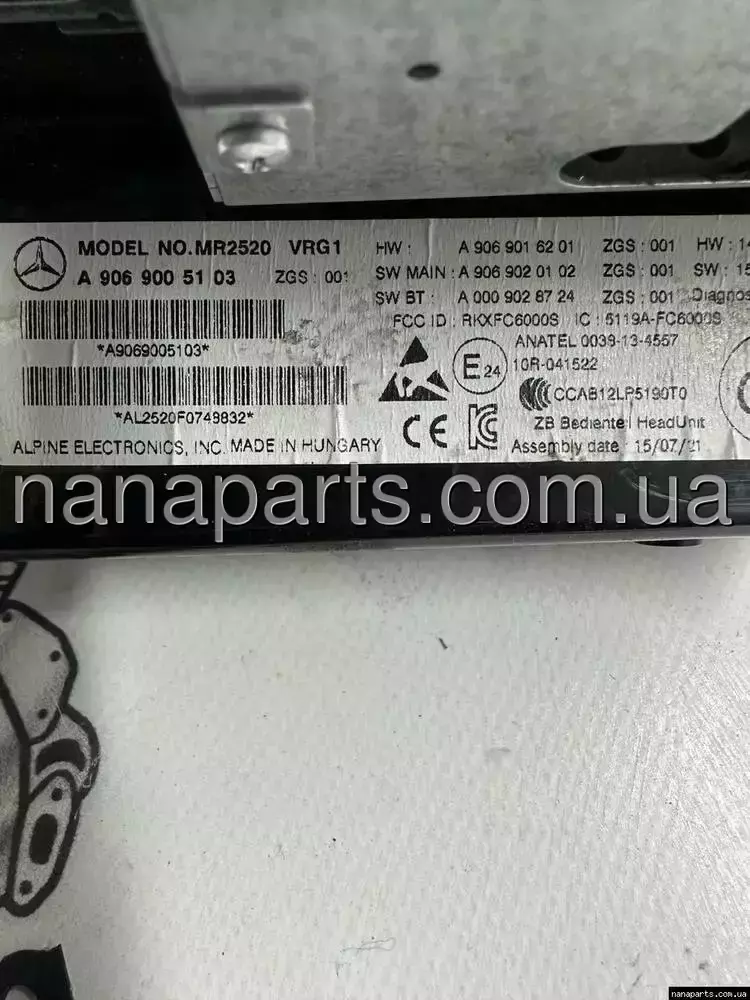 MODEL NO.MR2520 VRG1
A 906 900 51 03 ZGS : 001
*A9069005103*
*AL2520F0749832*
ALPINE ELECTRONICS, INC. MADE IN HUNGARY
HW : A 906 901 62 01 ZGS : 001 HW : 14
SW MAIN : A 906 902 01 02 ZGS : 001 SW : 15
SW BT : A 000 902 87 24 ZGS : 001 Diagnos
FCC ID : RKXFC6000S IC : 5119A-FC6000S
ANATEL 0039-13-4557
E24 10R-041522
CCAB12LP5190T0
CE
ZB Bedienteil HeadUnit
Assembly date : 15/07/21
nanaparts.com.ua
nanaparts.com.ua